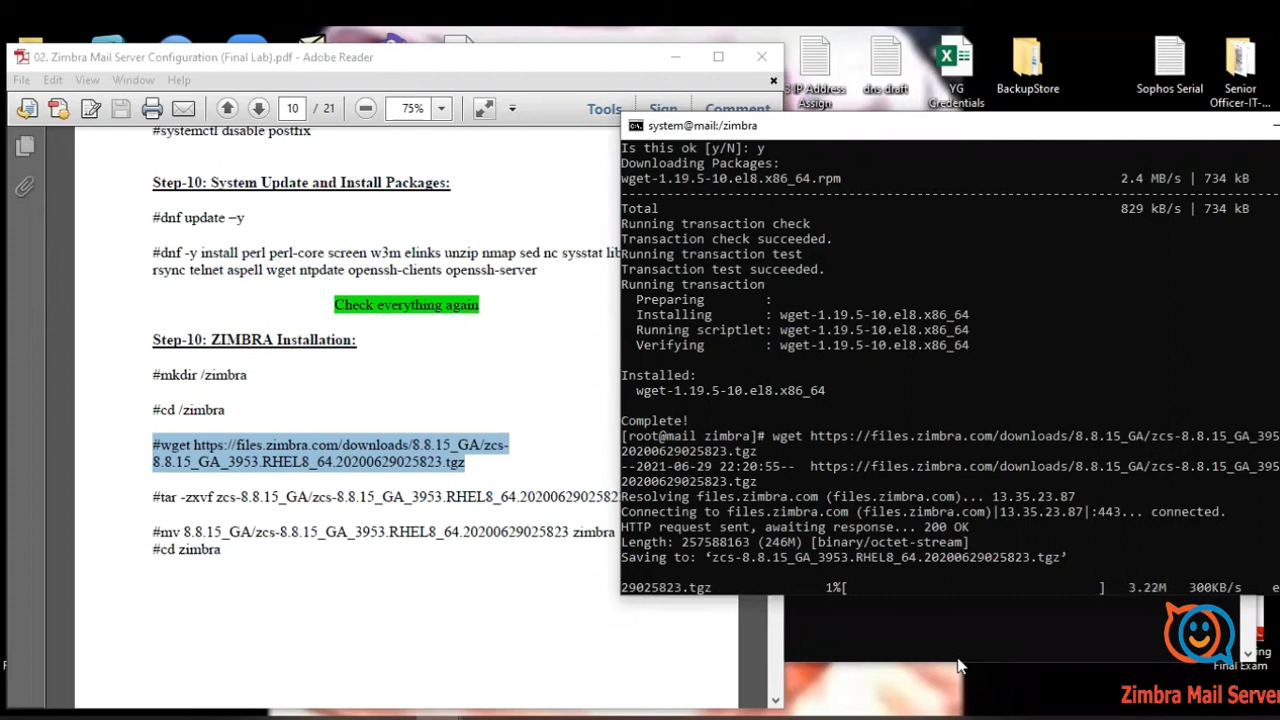 02. Zimbra Mail Server Configuration (Final Lab).pdf - Adobe Reader
File Edit View Window Help
10 / 21
75%
Tools
Sign
Comment
#systemctl disable postfix
Step-10: System Update and Install Packages:
#dnf update –y
#dnf -y install perl perl-core screen w3m elinks unzip nmap sed nc sysstat lib
rsync telnet aspell wget ntpdate openssh-clients openssh-server
Check everything again
Step-10: ZIMBRA Installation:
#mkdir /zimbra
#cd /zimbra
#wget https://files.zimbra.com/downloads/8.8.15_GA/zcs-
8.8.15_GA_3953.RHEL8_64.20200629025823.tgz
#tar -zxvf zcs-8.8.15_GA/zcs-8.8.15_GA_3953.RHEL8_64.2020062902582
#mv 8.8.15_GA/zcs-8.8.15_GA_3953.RHEL8_64.20200629025823 zimbra
#cd zimbra
IP Address
Assign
dns draft
YG
Credentials
BackupStore
Sophos Serial
Senior
Officer-IT-...
system@mail:/zimbra
Is this ok [y/N]: y
Downloading Packages:
wget-1.19.5-10.el8.x86_64.rpm 2.4 MB/s | 734 kB
Total 829 kB/s | 734 kB
Running transaction check
Transaction check succeeded.
Running transaction test
Transaction test succeeded.
Running transaction
Preparing :
Installing : wget-1.19.5-10.el8.x86_64
Running scriptlet: wget-1.19.5-10.el8.x86_64
Verifying : wget-1.19.5-10.el8.x86_64
Installed:
wget-1.19.5-10.el8.x86_64
Complete!
[root@mail zimbra]# wget https://files.zimbra.com/downloads/8.8.15_GA/zcs-8.8.15_GA_395
20200629025823.tgz
--2021-06-29 22:20:55-- https://files.zimbra.com/downloads/8.8.15_GA/zcs-8.8.15_GA_395
20200629025823.tgz
Resolving files.zimbra.com (files.zimbra.com)... 13.35.23.87
Connecting to files.zimbra.com (files.zimbra.com)|13.35.23.87|:443... connected.
HTTP request sent, awaiting response... 200 OK
Length: 257588163 (246M) [binary/octet-stream]
Saving to: ‘zcs-8.8.15_GA_3953.RHEL8_64.20200629025823.tgz’
29025823.tgz 1%[ ] 3.22M 300KB/s e
Final Exam
Zimbra Mail Server